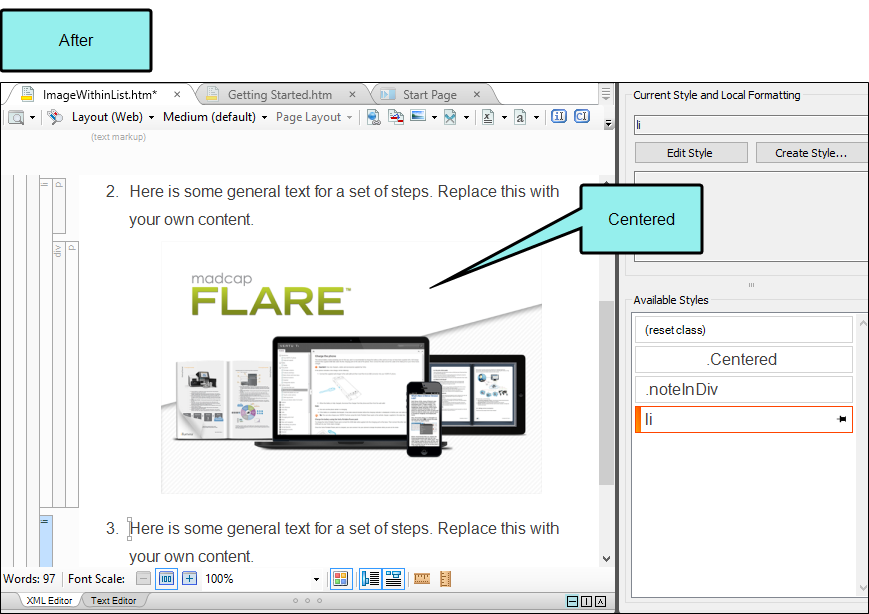 After
ImageWithinList.htm* ×
Getting Started.htm ×
Start Page ×
Layout (Web)
Medium (default)
Page Layout
(text markup)
li
p
2. Here is some general text for a set of steps. Replace this with
your own content.
div
p
madcap
FLARE™
Centered
li
3. Here is some general text for a set of steps. Replace this with
your own content.
Words: 97
Font Scale:
100
100%
XML Editor
Text Editor
Current Style and Local Formatting
li
Edit Style
Create Style...
Available Styles
(reset class)
.Centered
.noteInDiv
li